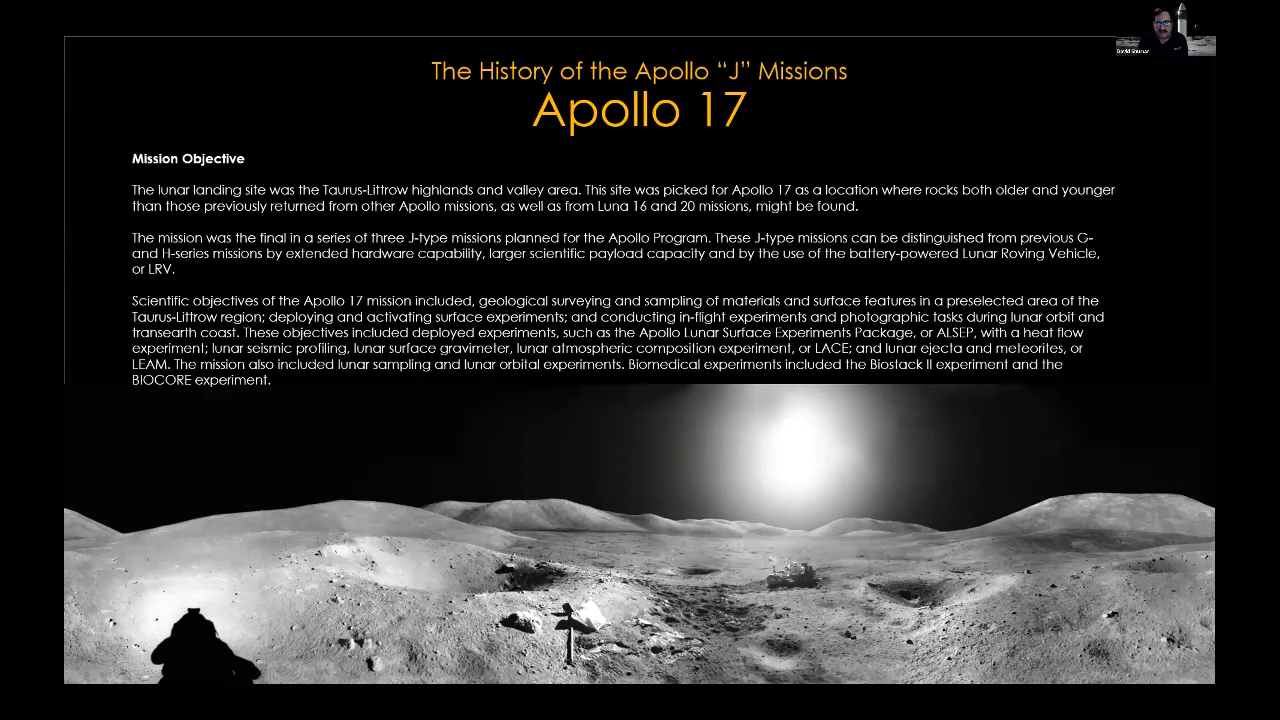 The History of the Apollo “J” Missions
Apollo 17
Mission Objective
The lunar landing site was the Taurus-Littrow highlands and valley area. This site was picked for Apollo 17 as a location where rocks both older and younger
than those previously returned from other Apollo missions, as well as from Luna 16 and 20 missions, might be found.
The mission was the final in a series of three J-type missions planned for the Apollo Program. These J-type missions can be distinguished from previous G-
and H-series missions by extended hardware capability, larger scientific payload capacity and by the use of the battery-powered Lunar Roving Vehicle,
or LRV.
Scientific objectives of the Apollo 17 mission included, geological surveying and sampling of materials and surface features in a preselected area of the
Taurus-Littrow region; deploying and activating surface experiments; and conducting in-flight experiments and photographic tasks during lunar orbit and
transearth coast. These objectives included deployed experiments, such as the Apollo Lunar Surface Experiments Package, or ALSEP, with a heat flow
experiment; lunar seismic profiling, lunar surface gravimeter, lunar atmospheric composition experiment, or LACE; and lunar ejecta and meteorites, or
LEAM. The mission also included lunar sampling and lunar orbital experiments. Biomedical experiments included the Biostack II experiment and the
BIOCORE experiment.
David